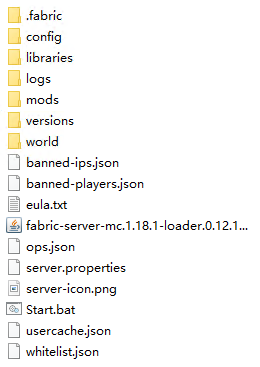 .fabric
config
libraries
logs
mods
versions
world
banned-ips.json
banned-players.json
eula.txt
fabric-server-mc.1.18.1-loader.0.12.1...
ops.json
server.properties
server-icon.png
Start.bat
usercache.json
whitelist.json